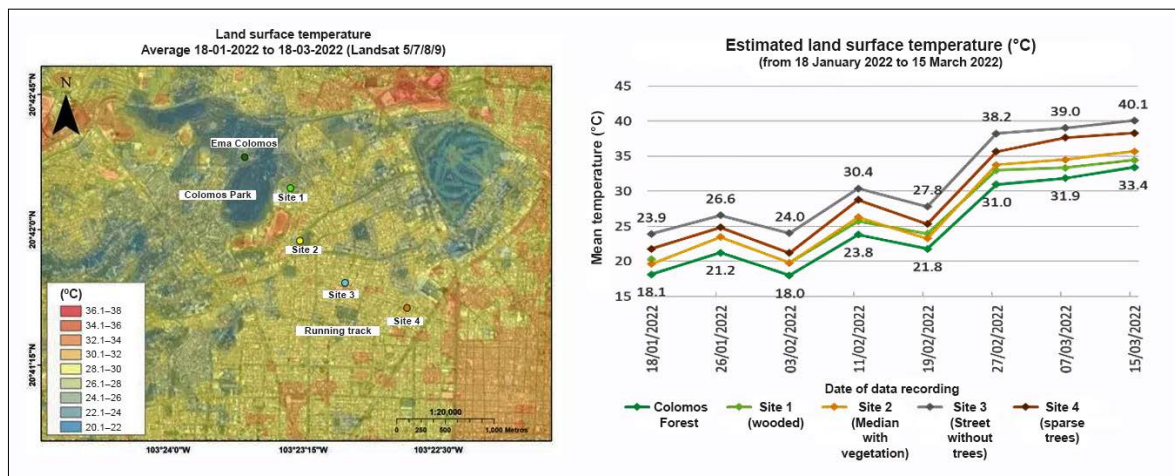 Land surface temperature
Average 18-01-2022 to 18-03-2022 (Landsat 5/7/8/9)
20°42'45"N
20°42'0"N
20°41'15"N
N
Ema Colomos
Colomos Park
Site 1
Site 2
Site 3
Site 4
Running track
(°C)
36.1–38
34.1–36
32.1–34
30.1–32
28.1–30
26.1–28
24.1–26
22.1–24
20.1–22
1:20,000
0 250 500 1,000 Metros
103°24'0"W 103°23'15"W 103°22'30"W
Estimated land surface temperature (°C)
(from 18 January 2022 to 15 March 2022)
Mean temperature (°C)
45
40
35
30
25
20
15
23.9 26.6 24.0 30.4 27.8 38.2 39.0 40.1
18.1 21.2 18.0 23.8 21.8 31.0 31.9 33.4
18/01/2022 26/01/2022 03/02/2022 11/02/2022 19/02/2022 27/02/2022 07/03/2022 15/03/2022
Date of data recording
Colomos Forest
Site 1 (wooded)
Site 2 (Median with vegetation)
Site 3 (Street without trees)
Site 4 (sparse trees)